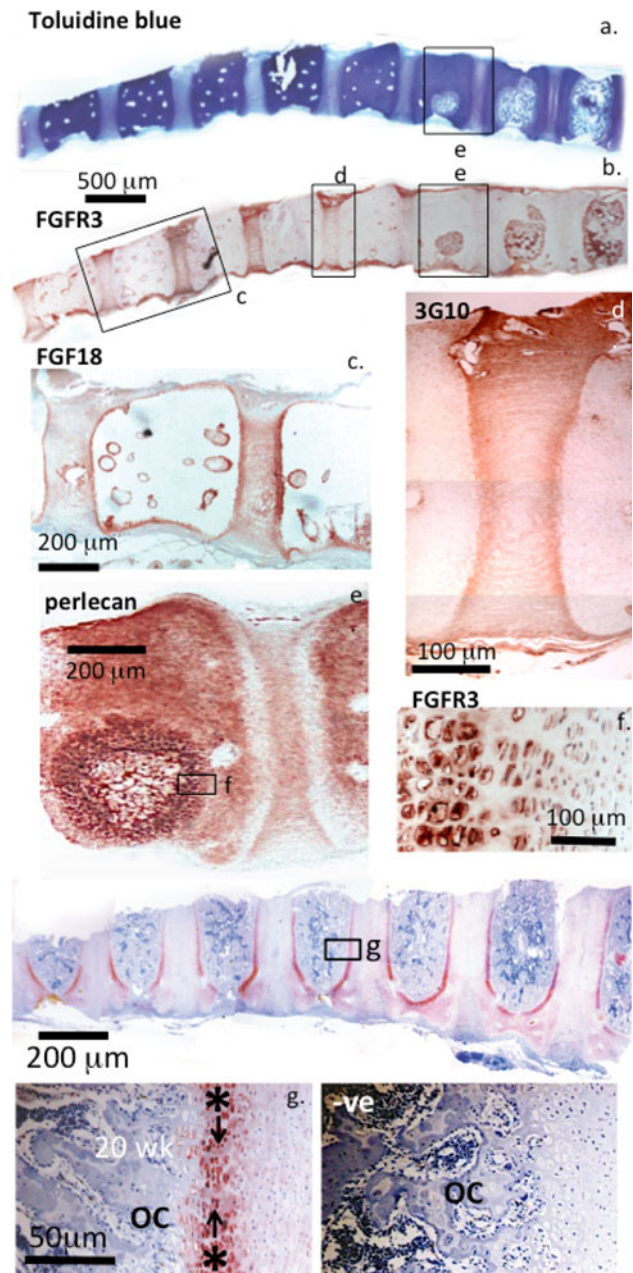 Toluidine blue
a.
e
500 µm
d
e
b.
FGFR3
c
3G10
d
FGF18
c.
200 µm
perlecan
e
200 µm
100 µm
f
FGFR3
f.
100 µm
g
200 µm
g.
*
20 wk
OC
50µm
*
-ve
OC